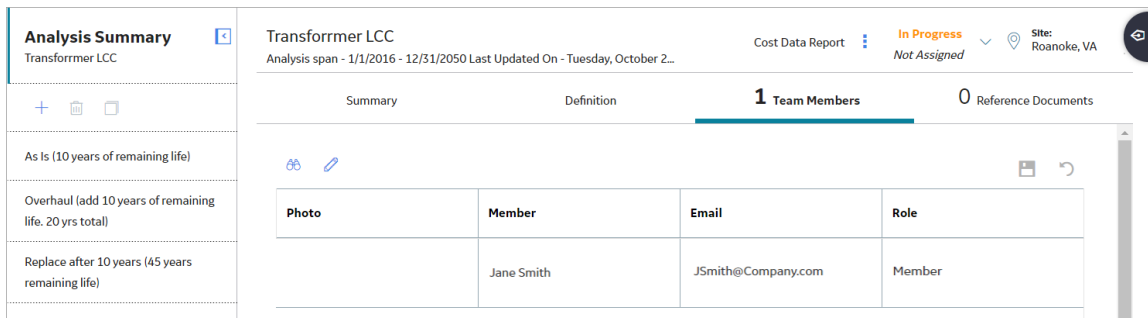 Analysis Summary
Transforrmer LCC
As Is (10 years of remaining life)
Overhaul (add 10 years of remaining
life. 20 yrs total)
Replace after 10 years (45 years
remaining life)
Transforrmer LCC
Analysis span - 1/1/2016 - 12/31/2050 Last Updated On - Tuesday, October 2...
Cost Data Report
In Progress
Not Assigned
Site:
Roanoke, VA
Summary
Definition
1 Team Members
0 Reference Documents
Photo
Member
Email
Role
Jane Smith
JSmith@Company.com
Member